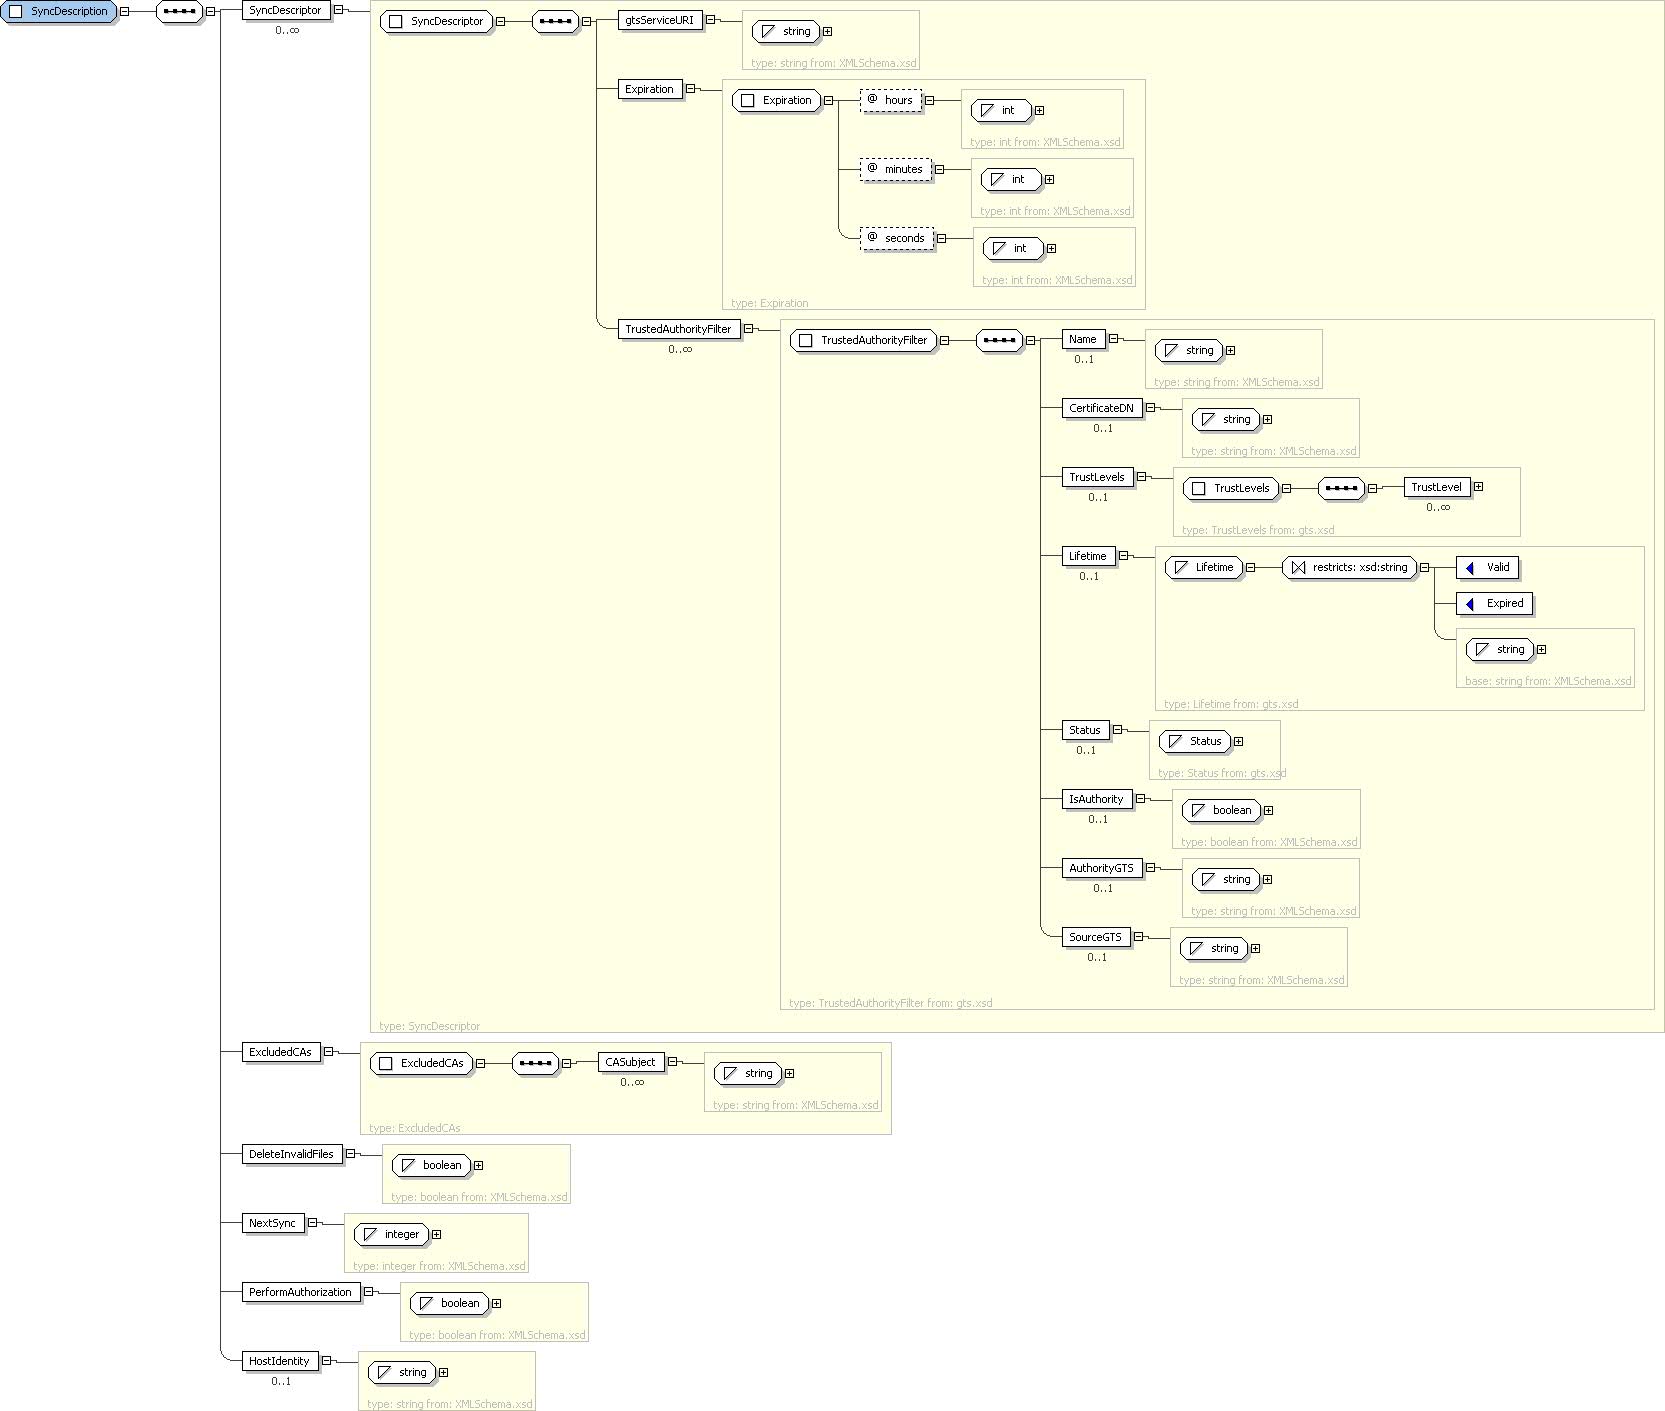 SyncDescription
SyncDescriptor
0..∞
SyncDescriptor
gtsServiceURI
string
type: string from: XMLSchema.xsd
Expiration
Expiration
@ hours
int
type: int from: XMLSchema.xsd
@ minutes
int
type: int from: XMLSchema.xsd
@ seconds
int
type: int from: XMLSchema.xsd
type: Expiration
TrustedAuthorityFilter
0..∞
TrustedAuthorityFilter
Name
0..1
string
type: string from: XMLSchema.xsd
CertificateDN
0..1
string
type: string from: XMLSchema.xsd
TrustLevels
0..1
TrustLevels
TrustLevel
0..∞
type: TrustLevels from: gts.xsd
Lifetime
0..1
Lifetime
restricts: xsd:string
Valid
Expired
string
base: string from: XMLSchema.xsd
type: Lifetime from: gts.xsd
Status
0..1
Status
type: Status from: gts.xsd
IsAuthority
0..1
boolean
type: boolean from: XMLSchema.xsd
AuthorityGTS
0..1
string
type: string from: XMLSchema.xsd
SourceGTS
0..1
string
type: string from: XMLSchema.xsd
type: TrustedAuthorityFilter from: gts.xsd
type: SyncDescriptor
ExcludedCAs
ExcludedCAs
CASubject
0..∞
string
type: string from: XMLSchema.xsd
type: ExcludedCAs
DeleteInvalidFiles
boolean
type: boolean from: XMLSchema.xsd
NextSync
integer
type: integer from: XMLSchema.xsd
PerformAuthorization
boolean
type: boolean from: XMLSchema.xsd
HostIdentity
0..1
string
type: string from: XMLSchema.xsd